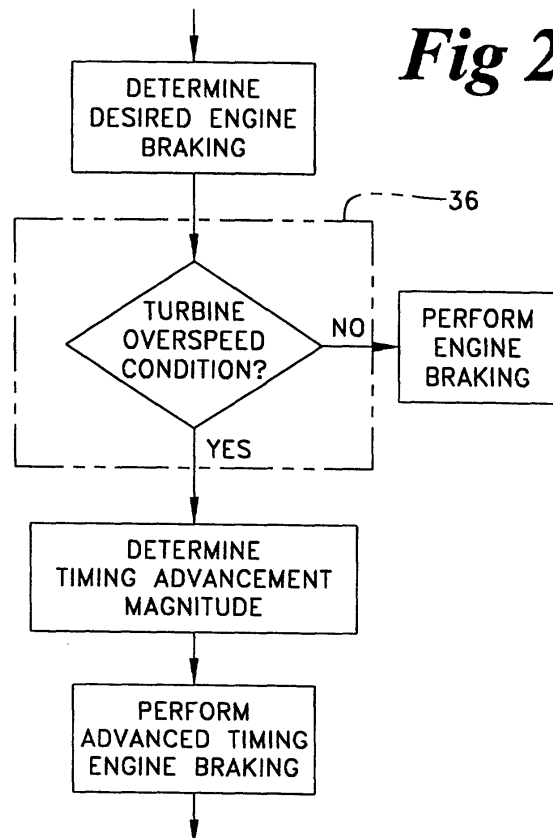 Fig 2
DETERMINE
DESIRED ENGINE
BRAKING
36
TURBINE
OVERSPEED
CONDITION?
NO
PERFORM
ENGINE
BRAKING
YES
DETERMINE
TIMING ADVANCEMENT
MAGNITUDE
PERFORM
ADVANCED TIMING
ENGINE BRAKING